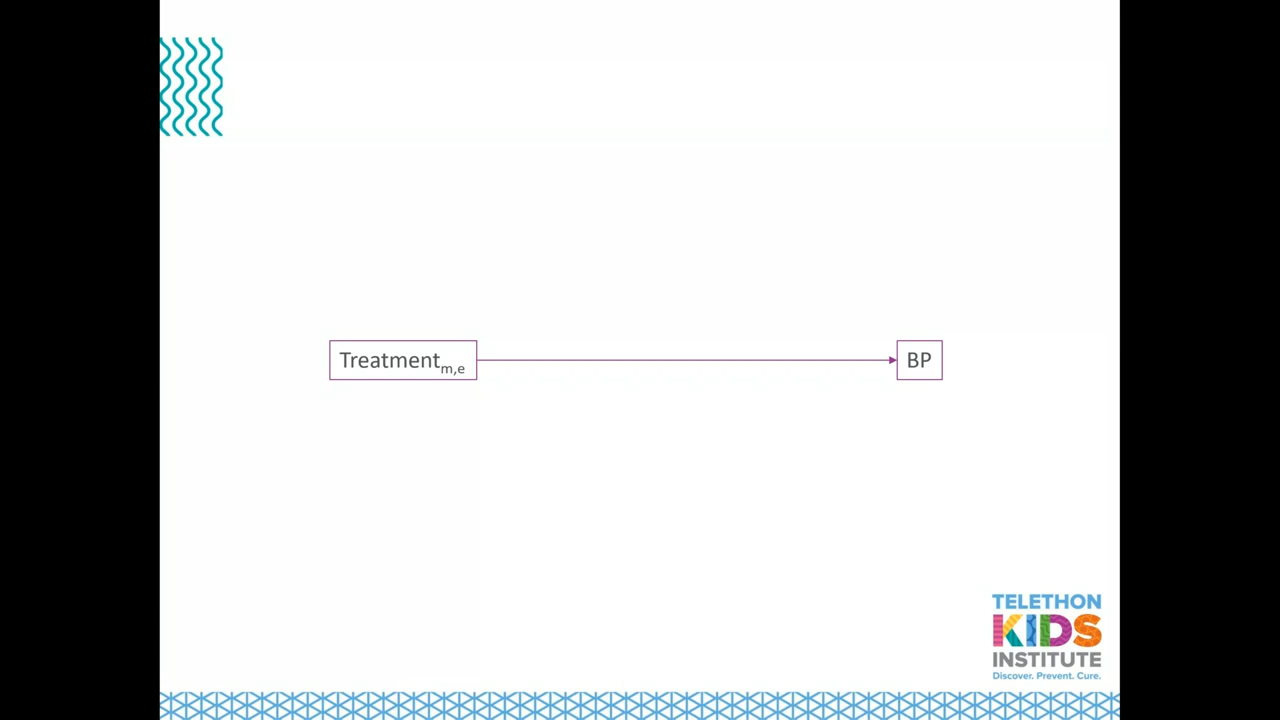 Treatmentm,e
BP
TELETHON
KIDS
INSTITUTE
Discover. Prevent. Cure.